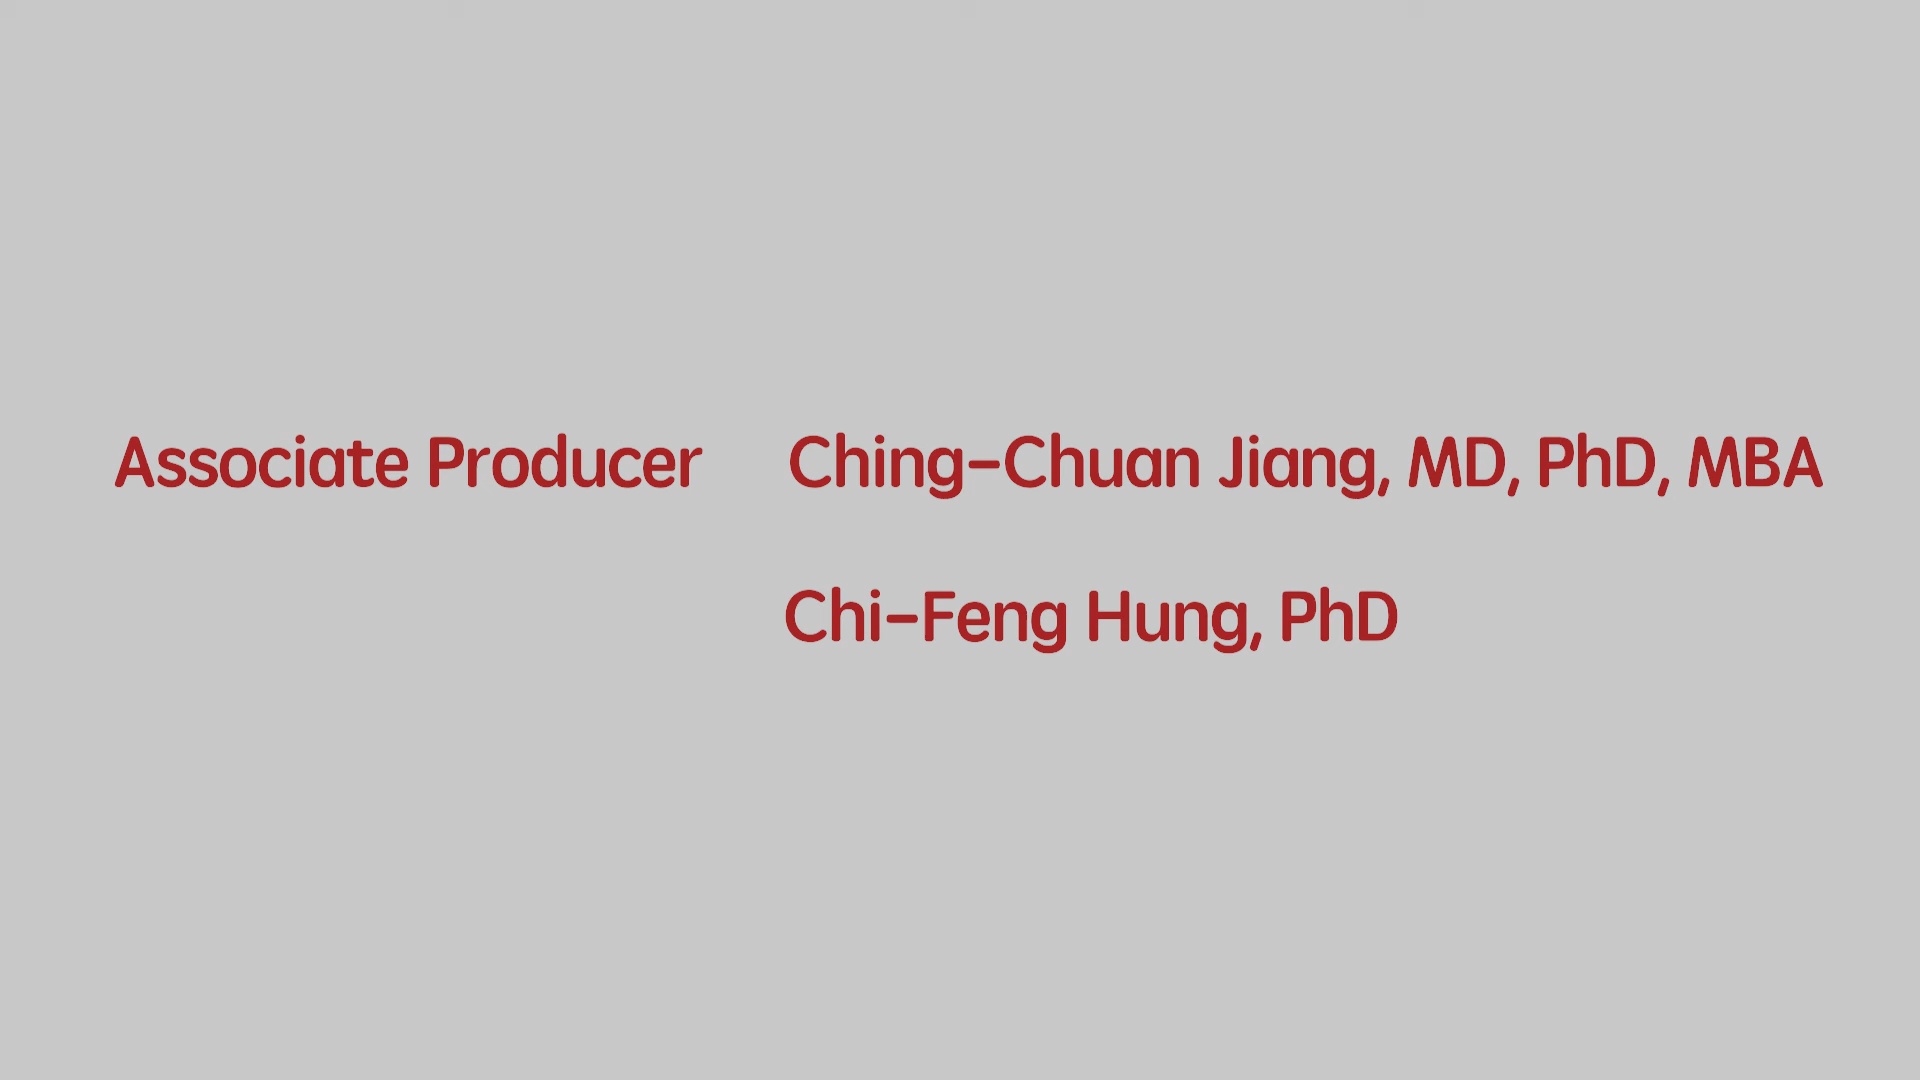 Associate Producer Ching-Chuan Jiang, MD, PhD, MBA
Chi-Feng Hung, PhD